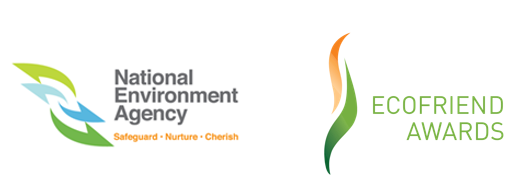 National
Environment
Agency
Safeguard • Nurture • Cherish
ECOFRIEND
AWARDS